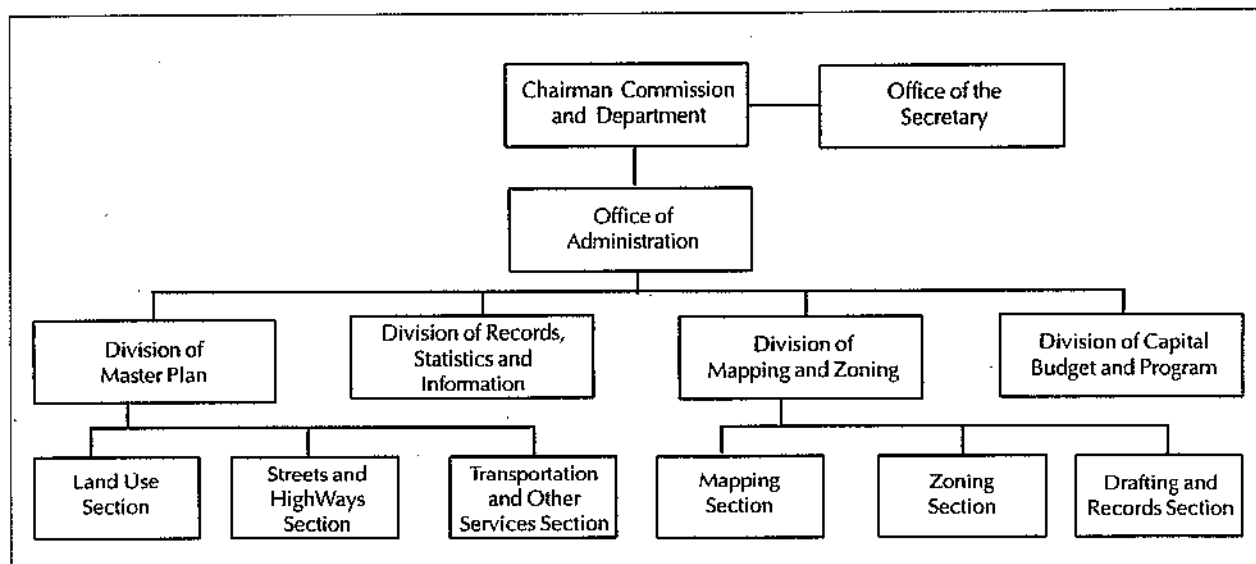 Chairman Commission
and Department
Office of the
Secretary
Office of
Administration
Division of
Master Plan
Division of Records,
Statistics and
Information
Division of
Mapping and Zoning
Division of Capital
Budget and Program
Land Use
Section
Streets and
HighWays
Section
Transportation
and Other
Services Section
Mapping
Section
Zoning
Section
Drafting and
Records Section